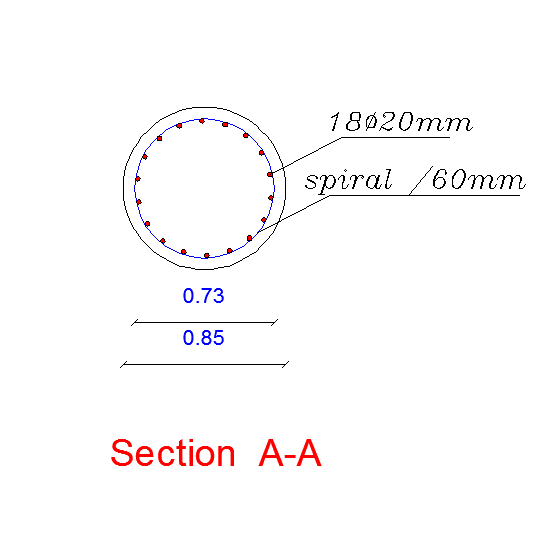 18ø20mm
spiral /60mm
0.73
0.85
Section A-A